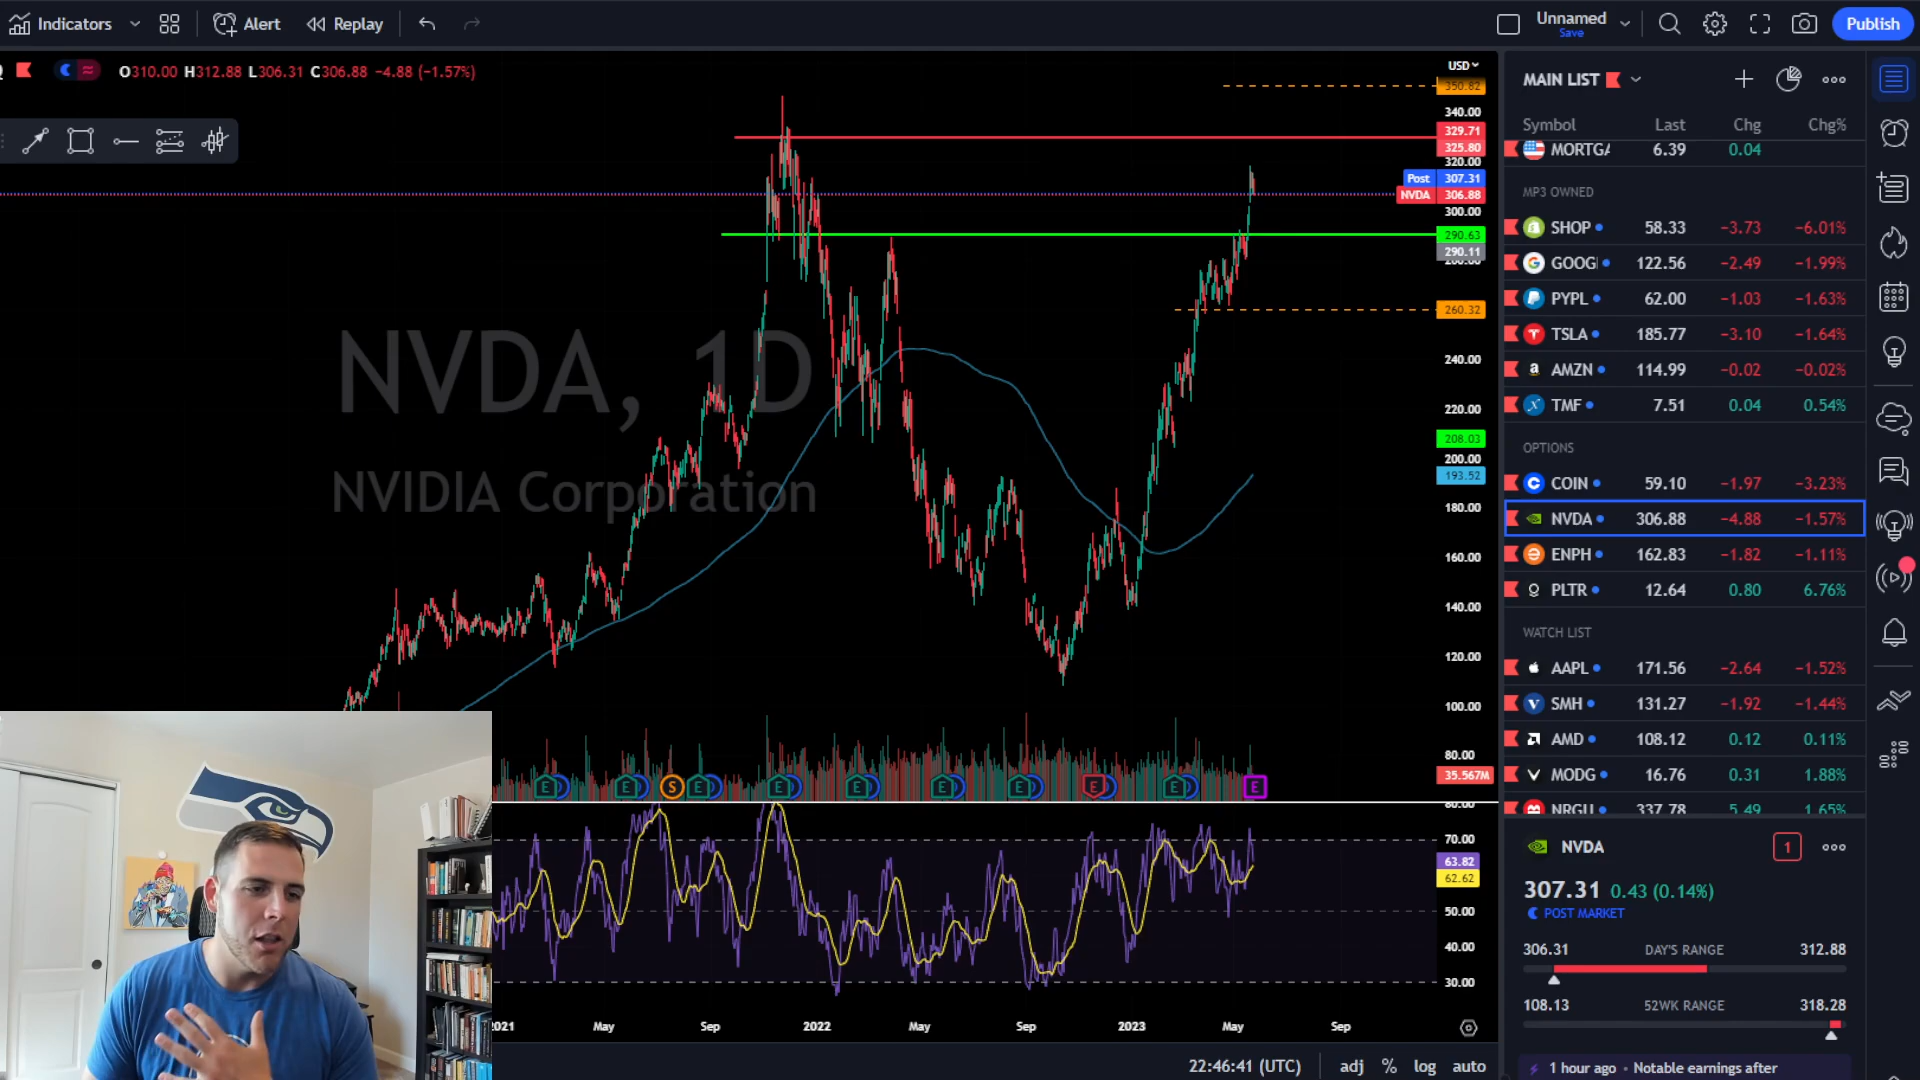 Indicators
Alert
Replay
Unnamed
Save
Publish
O310.00 H312.88 L306.31 C306.88 −4.88 (−1.57%)
NVDA, 1D
NVIDIA Corporation
USD
350.82
340.00
329.71
325.80
320.00
Post 307.31
NVDA 306.88
300.00
290.63
290.11
280.00
260.32
240.00
220.00
208.03
200.00
193.52
180.00
160.00
140.00
120.00
100.00
80.00
35.567M
E E S E E E E E E E E
80.00
70.00
63.82
62.62
50.00
40.00
30.00
2021 May Sep 2022 May Sep 2023 May Sep
22:46:41 (UTC) adj % log auto
MAIN LIST
Symbol Last Chg Chg%
MORTGA 6.39 0.04
MP3 OWNED
SHOP 58.33 −3.73 −6.01%
GOOG 122.56 −2.49 −1.99%
PYPL 62.00 −1.03 −1.63%
TSLA 185.77 −3.10 −1.64%
AMZN 114.99 −0.02 −0.02%
TMF 7.51 0.04 0.54%
OPTIONS
COIN 59.10 −1.97 −3.23%
NVDA 306.88 −4.88 −1.57%
ENPH 162.83 −1.82 −1.11%
PLTR 12.64 0.80 6.76%
WATCH LIST
AAPL 171.56 −2.64 −1.52%
SMH 131.27 −1.92 −1.44%
AMD 108.12 0.12 0.11%
MODG 16.76 0.31 1.88%
NRGU 337.78 5.49 1.65%
NVDA 1
307.31 0.43 (0.14%)
POST MARKET
306.31 DAY'S RANGE 312.88
108.13 52WK RANGE 318.28
1 hour ago • Notable earnings after